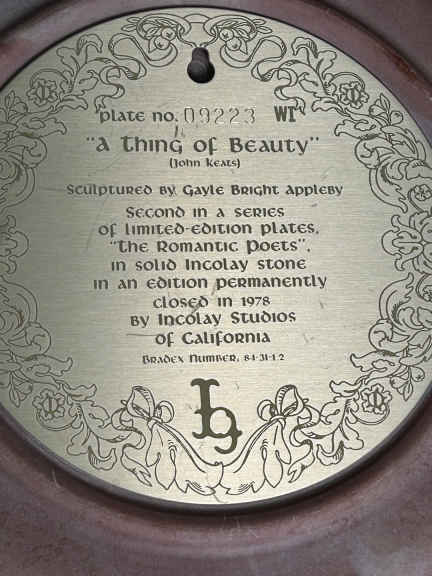 Plate no. 09223 WT
"A Thing of Beauty"
(John Keats)
Sculptured by Gayle Bright Appleby
Second in a series
of limited-edition plates,
"The Romantic Poets",
in solid Incolay stone
in an edition permanently
closed in 1978
by Incolay Studios
of California
Bradex Number, 84-31-1.2